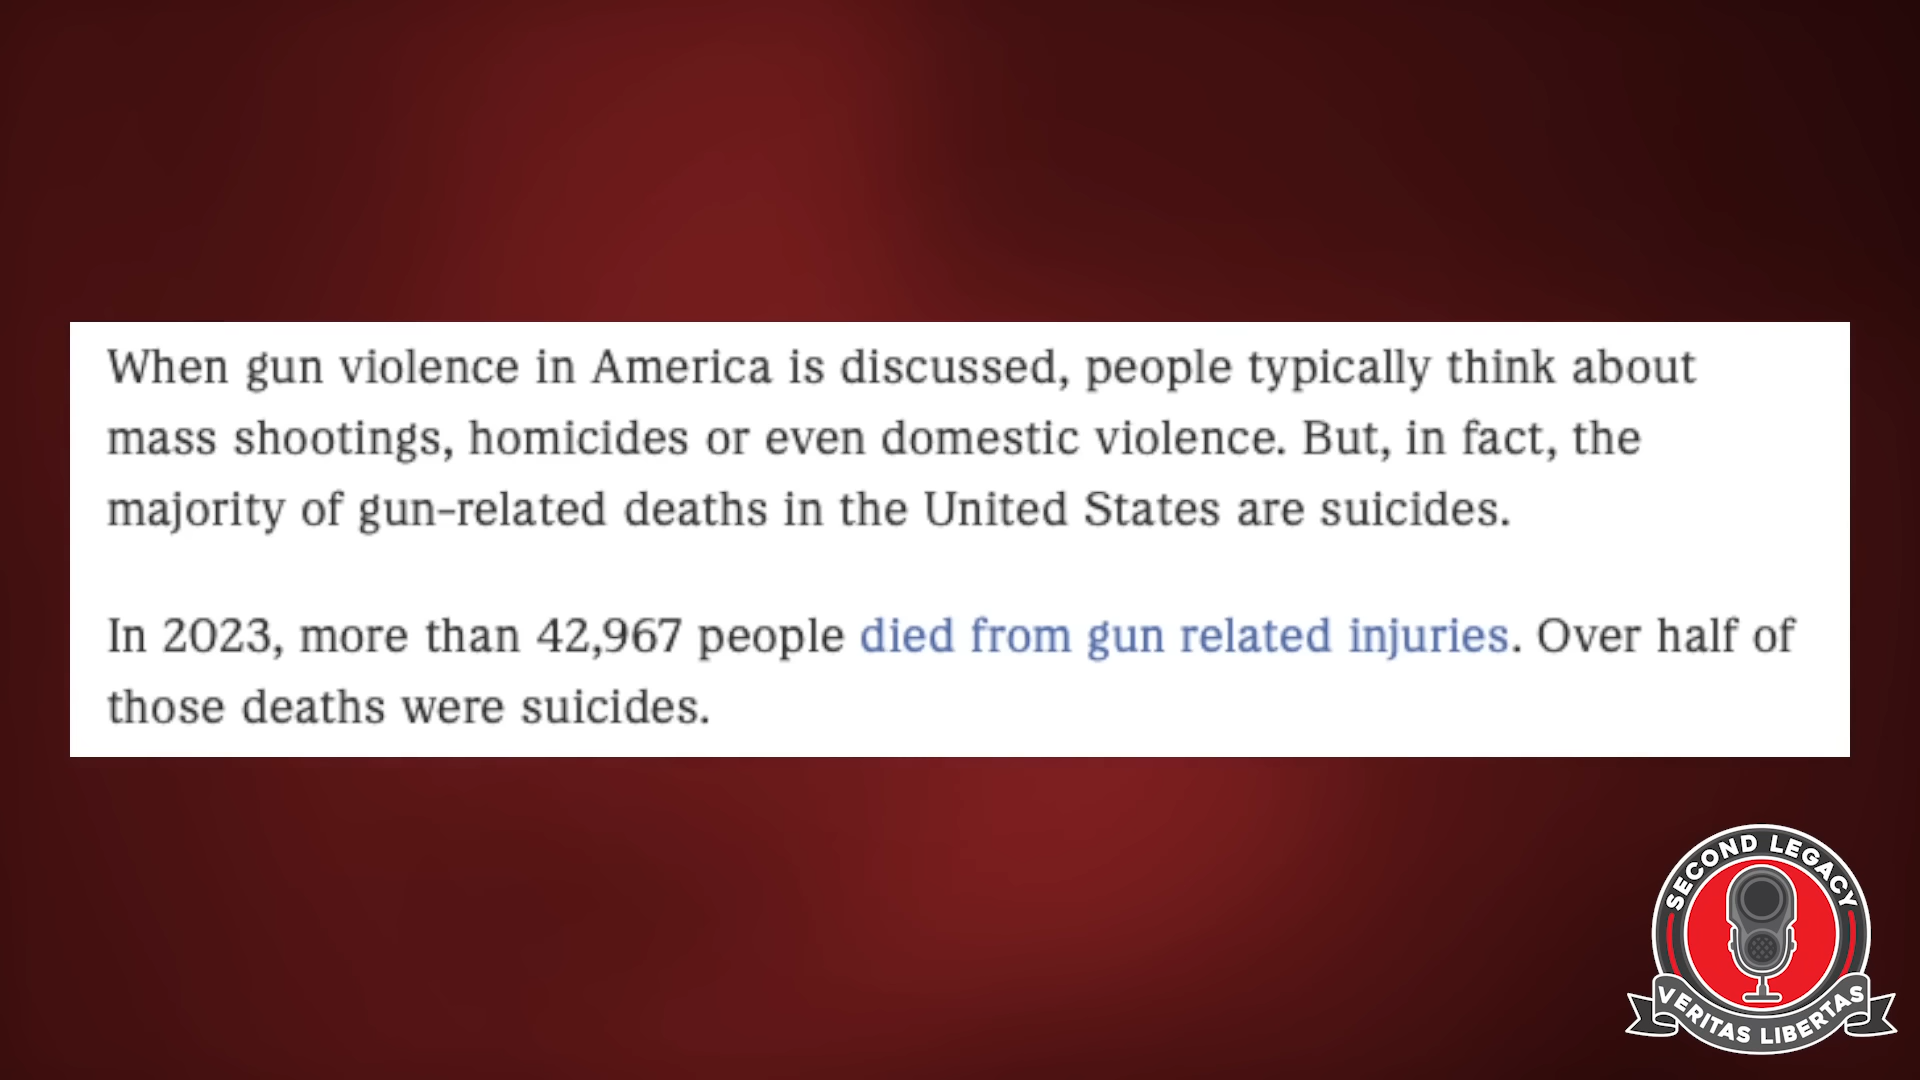 When gun violence in America is discussed, people typically think about
mass shootings, homicides or even domestic violence. But, in fact, the
majority of gun-related deaths in the United States are suicides.
In 2023, more than 42,967 people died from gun related injuries. Over half of
those deaths were suicides.
SECOND LEGACY
VERITAS LIBERTAS